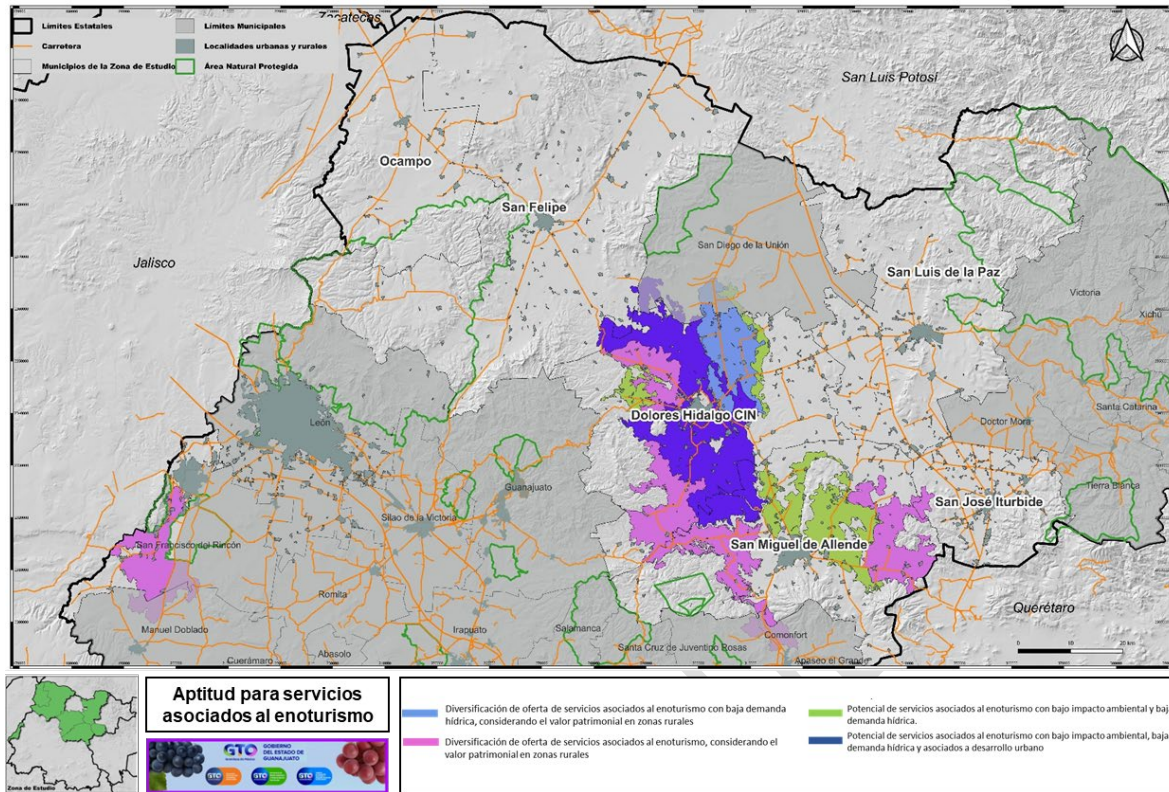 Zacatecas
Límites Estatales
Límites Municipales
Carretera
Localidades urbanas y rurales
Municipios de la Zona de Estudio
Área Natural Protegida
San Luis Potosí
Ocampo
San Felipe
Jalisco
San Diego de la Unión
San Luis de la Paz
Victoria
Xichú
León
Dolores Hidalgo CIN
Santa Catarina
Doctor Mora
Guanajuato
Tierra Blanca
San José Iturbide
Silao de la Victoria
San Francisco del Rincón
San Miguel de Allende
Romita
Querétaro
Manuel Doblado
Irapuato
Salamanca
Comonfort
Cuerámaro
Abasolo
Santa Cruz de Juventino Rosas
Apaseo el Grande
0 10 20 km
Aptitud para servicios
asociados al enoturismo
GTO
GOBIERNO
DEL ESTADO DE
GUANAJUATO
GTO
GTO
GTO
Zona de Estudio
Diversificación de oferta de servicios asociados al enoturismo con baja demanda
hídrica, considerando el valor patrimonial en zonas rurales
Diversificación de oferta de servicios asociados al enoturismo, considerando el
valor patrimonial en zonas rurales
Potencial de servicios asociados al enoturismo con bajo impacto ambiental y baja
demanda hídrica.
Potencial de servicios asociados al enoturismo con bajo impacto ambiental, baja
demanda hídrica y asociados a desarrollo urbano